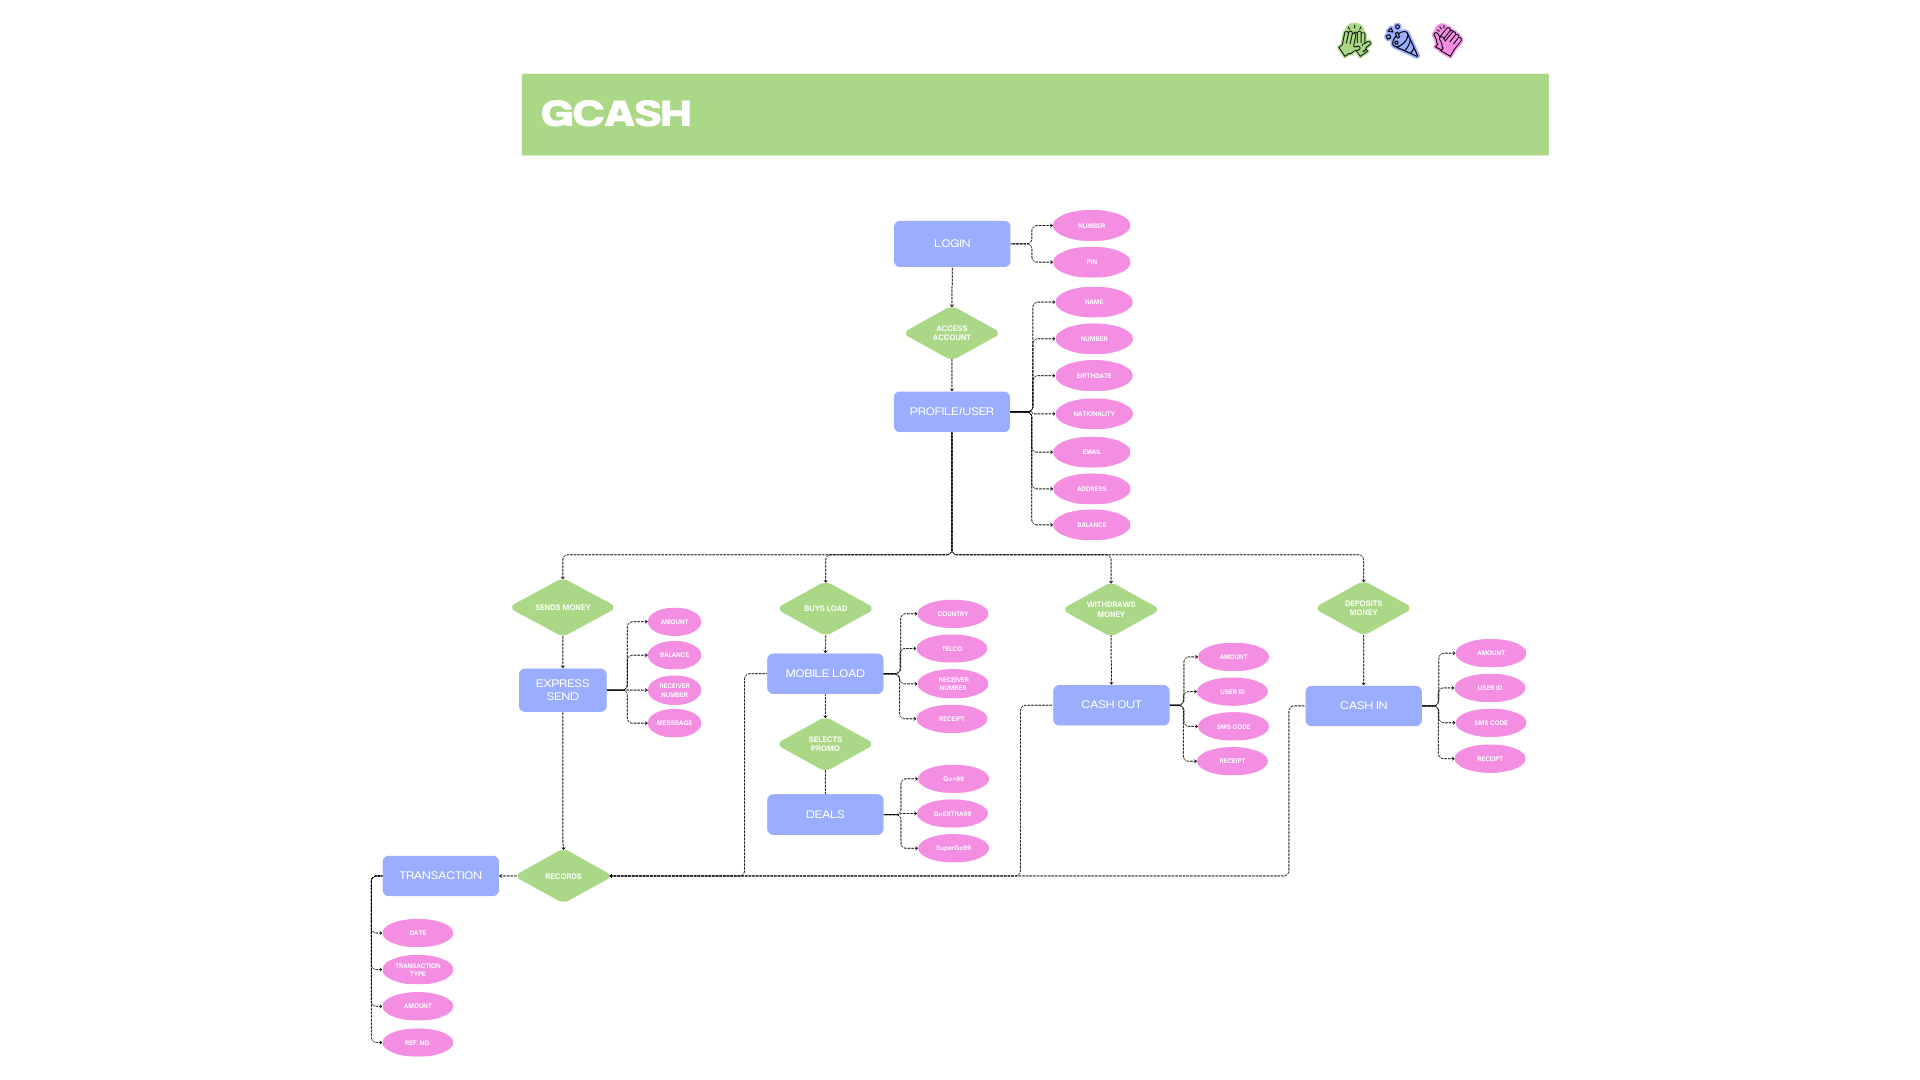 GCASH
LOGIN
NUMBER
PIN
ACCESS
ACCOUNT
PROFILE/USER
NAME
NUMBER
BIRTHDATE
NATIONALITY
EMAIL
ADDRESS
BALANCE
SENDS MONEY
EXPRESS
SEND
AMOUNT
BALANCE
RECEIVER
NUMBER
MESSSAGE
BUYS LOAD
MOBILE LOAD
COUNTRY
TELCO
RECEIVER
NUMBER
RECEIPT
SELECTS
PROMO
DEALS
Go+99
GoEXTRA99
SuperGo99
WITHDRAWS
MONEY
CASH OUT
AMOUNT
USER ID
SMS CODE
RECEIPT
DEPOSITS
MONEY
CASH IN
AMOUNT
USER ID
SMS CODE
RECEIPT
RECORDS
TRANSACTION
DATE
TRANSACTION
TYPE
AMOUNT
REF. NO.